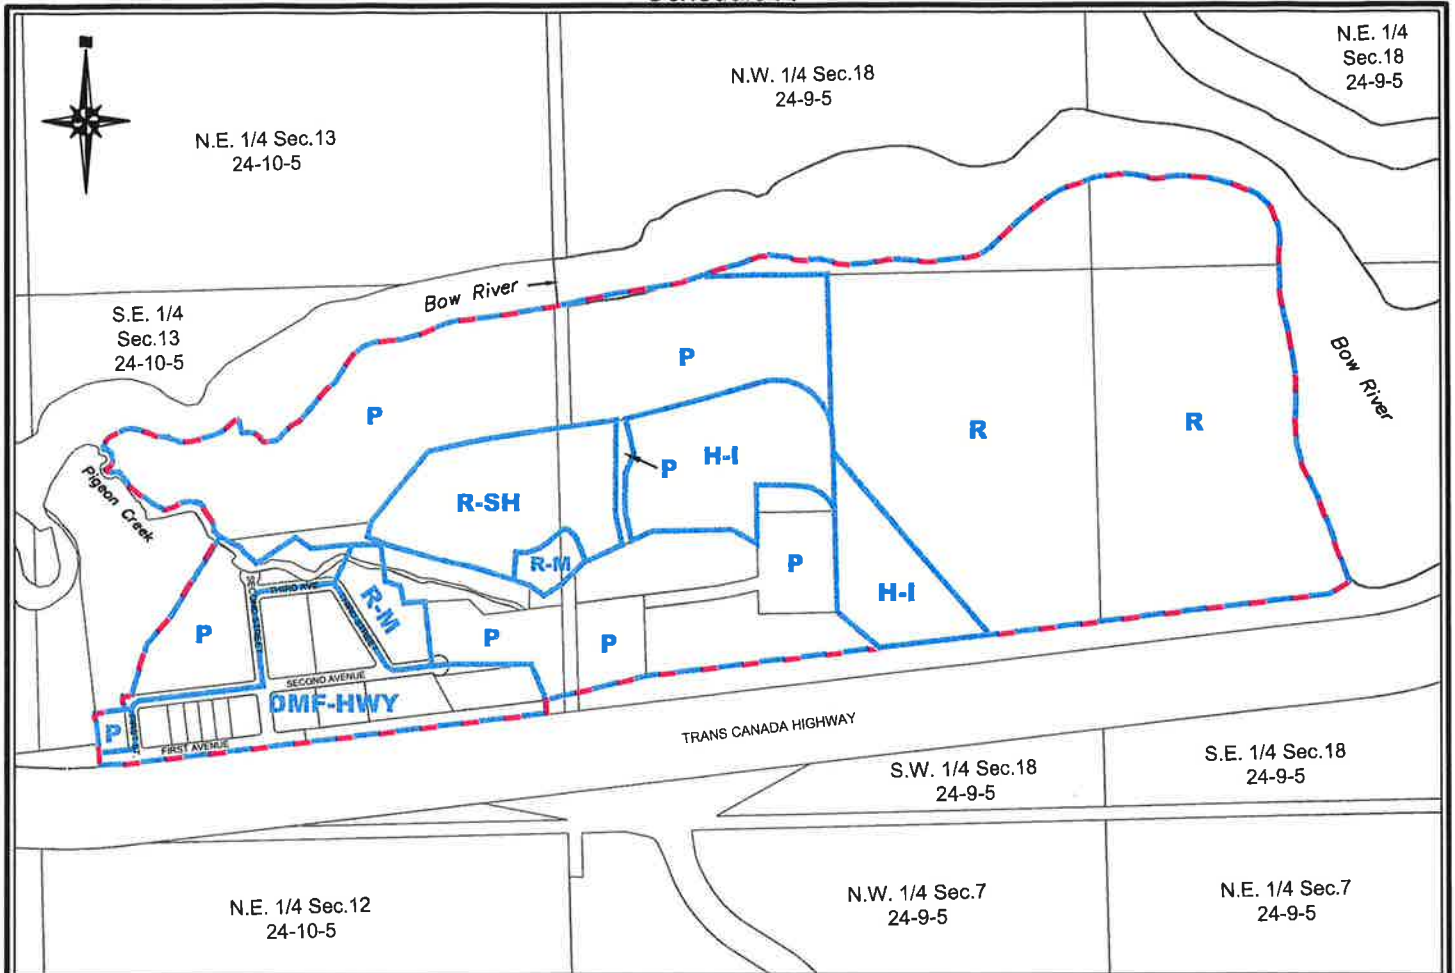 N.E. 1/4
Sec.18
24-9-5
N.W. 1/4 Sec.18
24-9-5
N.E. 1/4 Sec.13
24-10-5
Bow River
S.E. 1/4
Sec.13
24-10-5
Bow River
P
P
R
R
H-I
P
R-SH
Pigeon Creek
R-M
P
H-I
THIRD AVE
SECOND STREET
THIRD STREET
R-M
P
P
P
SECOND AVENUE
DMF-HWY
P
FIRST AVENUE
TRANS CANADA HIGHWAY
S.W. 1/4 Sec.18
24-9-5
S.E. 1/4 Sec.18
24-9-5
N.E. 1/4 Sec.12
24-10-5
N.W. 1/4 Sec.7
24-9-5
N.E. 1/4 Sec.7
24-9-5